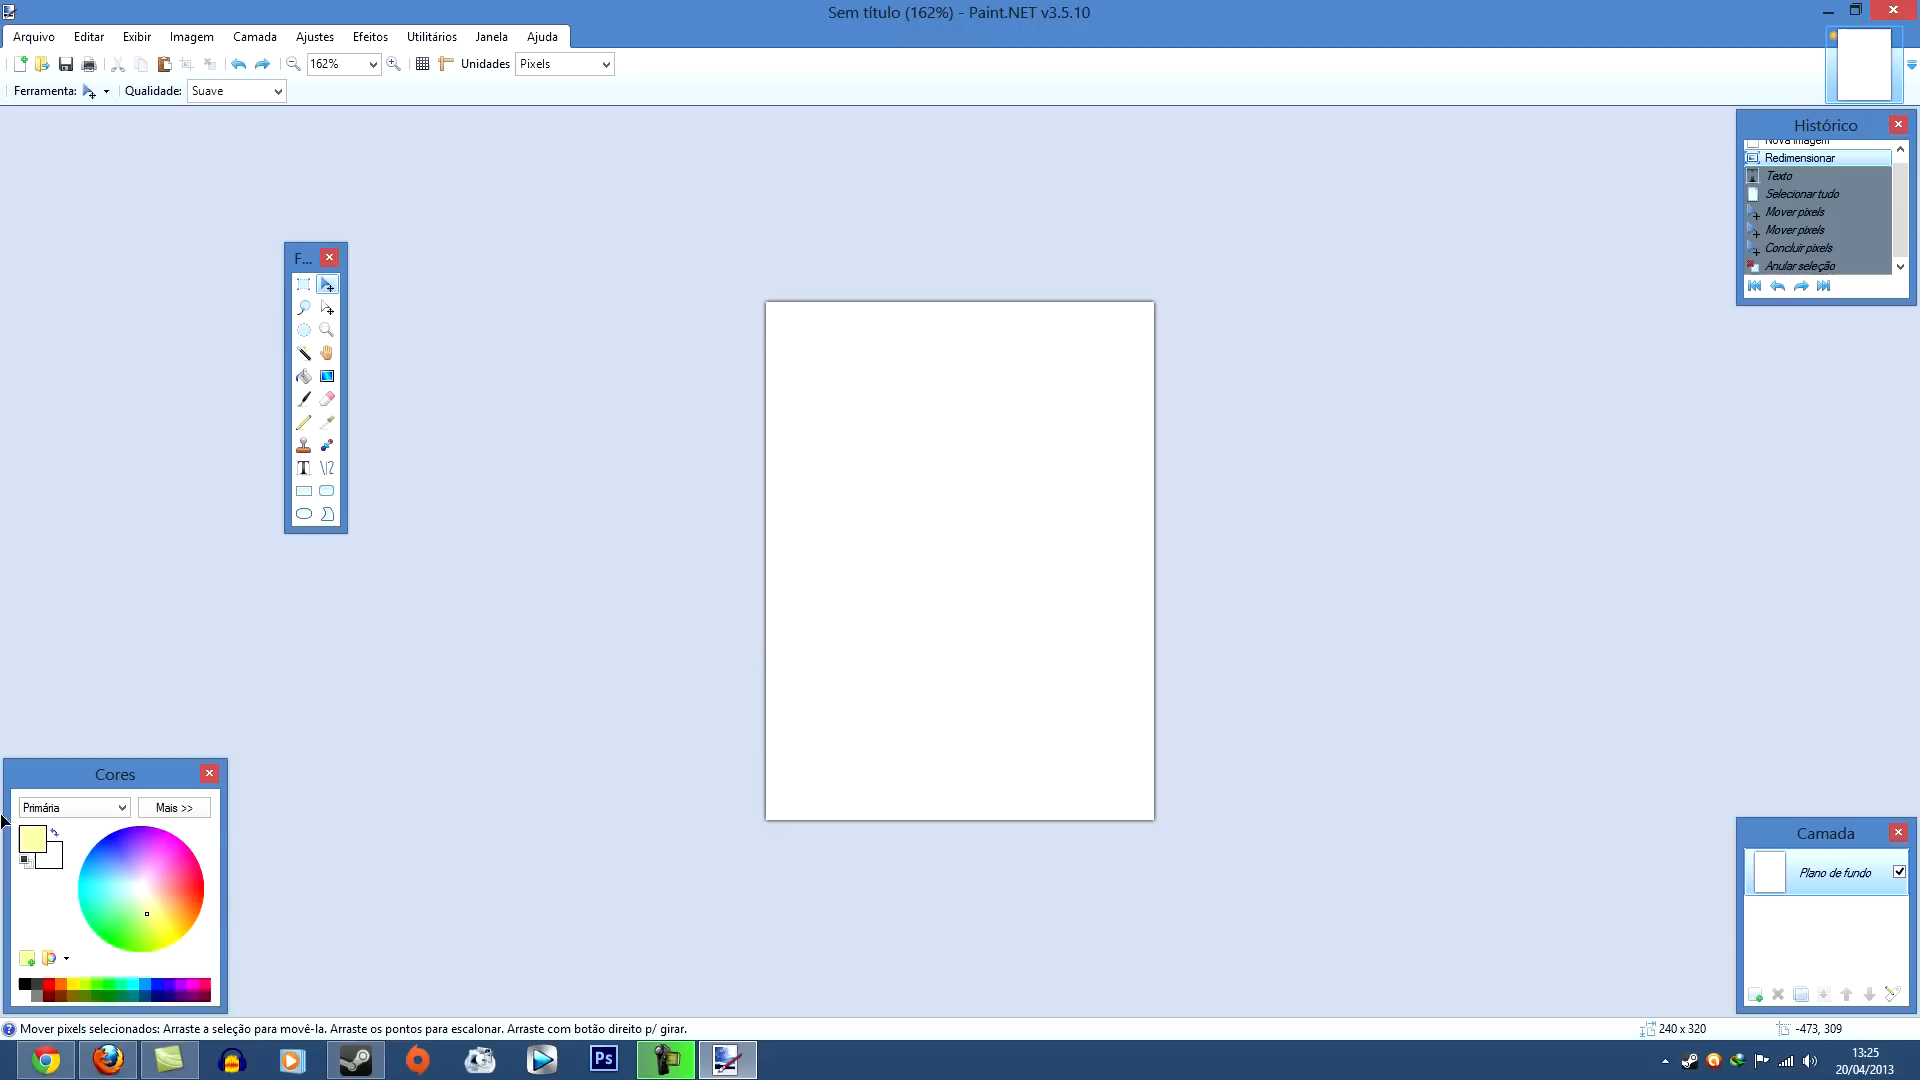 Sem título (162%) - Paint.NET v3.5.10
Arquivo Editar Exibir Imagem Camada Ajustes Efeitos Utilitários Janela Ajuda
162% Unidades Pixels
Ferramenta: Qualidade: Suave
Histórico
Nova imagem
Redimensionar
Texto
Selecionar tudo
Mover pixels
Mover pixels
Concluir pixels
Anular seleção
F...
Cores
Primária Mais >>
Camada
Plano de fundo
Mover pixels selecionados: Arraste a seleção para movê-la. Arraste os pontos para escalonar. Arraste com botão direito p/ girar.
240 x 320 -473, 309
Ps
13:25
20/04/2013